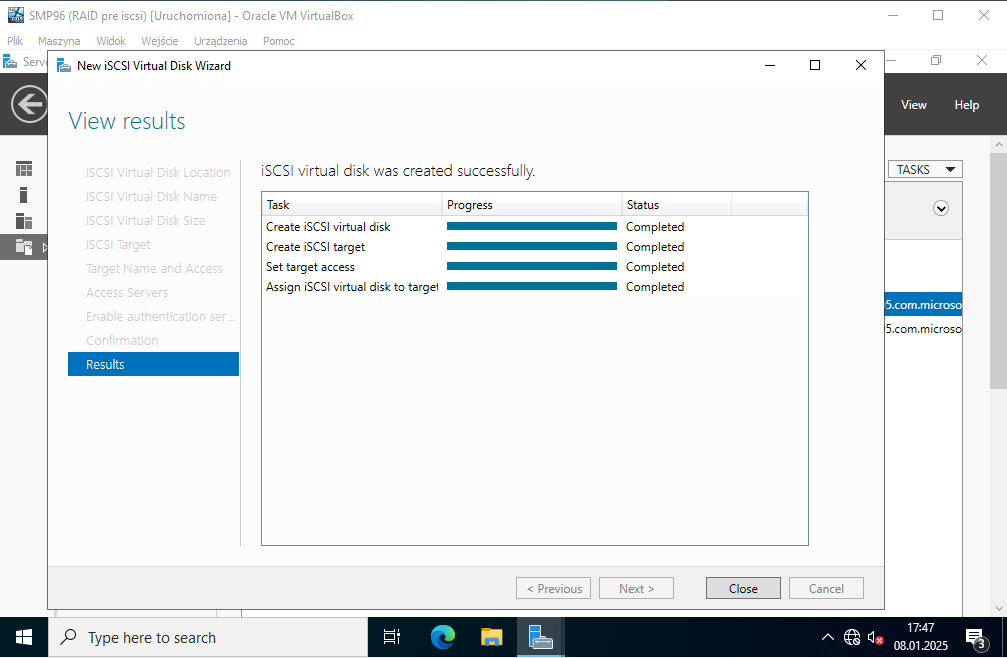 SMP96 (RAID pre iscsi) [Uruchomiona] - Oracle VM VirtualBox
Plik Maszyna Widok Wejście Urządzenia Pomoc
Serv
New iSCSI Virtual Disk Wizard
View Help
View results
TASKS
iSCSI Virtual Disk Location
iSCSI Virtual Disk Name
iSCSI Virtual Disk Size
iSCSI Target
Target Name and Access
Access Servers
Enable authentication ser...
Confirmation
Results
iSCSI virtual disk was created successfully.
Task Progress Status
Create iSCSI virtual disk Completed
Create iSCSI target Completed
Set target access Completed
Assign iSCSI virtual disk to target Completed
5.com.microso
5.com.microso
< Previous Next > Close Cancel
Type here to search
17:47
08.01.2025
3